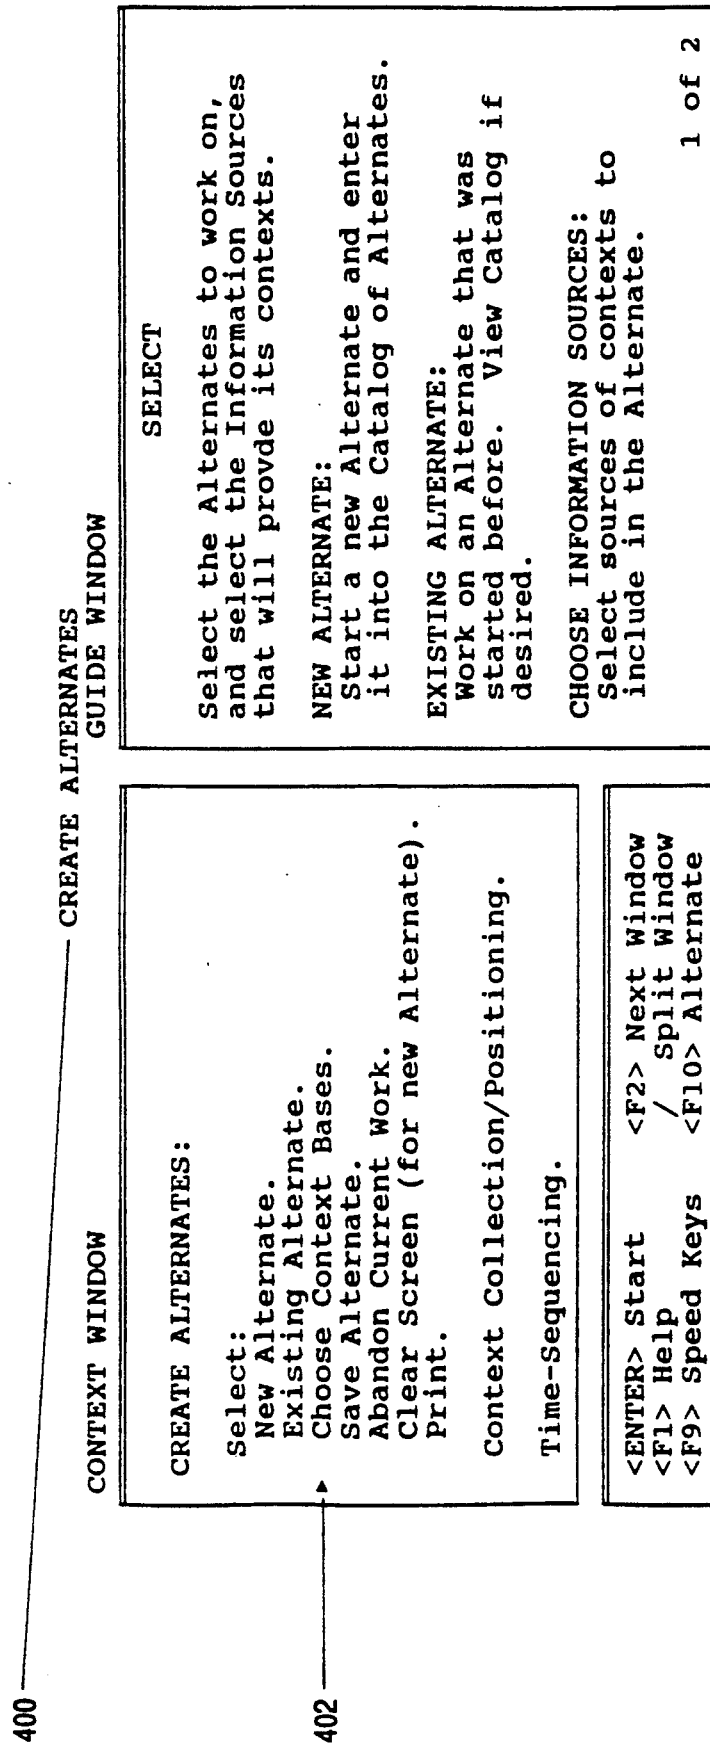 400
CREATE ALTERNATES
CONTEXT WINDOW
GUIDE WINDOW
CREATE ALTERNATES:
Select:
New Alternate.
Existing Alternate.
402
Choose Context Bases.
Save Alternate.
Abandon Current Work.
Clear Screen (for new Alternate).
Print.
Context Collection/Positioning.
Time-Sequencing.
<ENTER> Start
<F1> Help
<F9> Speed Keys
<F2> Next Window
/ Split Window
<F10> Alternate
SELECT
Select the Alternates to work on,
and select the Information Sources
that will provde its contexts.
NEW ALTERNATE:
Start a new Alternate and enter
it into the Catalog of Alternates.
EXISTING ALTERNATE:
Work on an Alternate that was
started before. View Catalog if
desired.
CHOOSE INFORMATION SOURCES:
Select sources of contexts to
include in the Alternate.
1 of 2